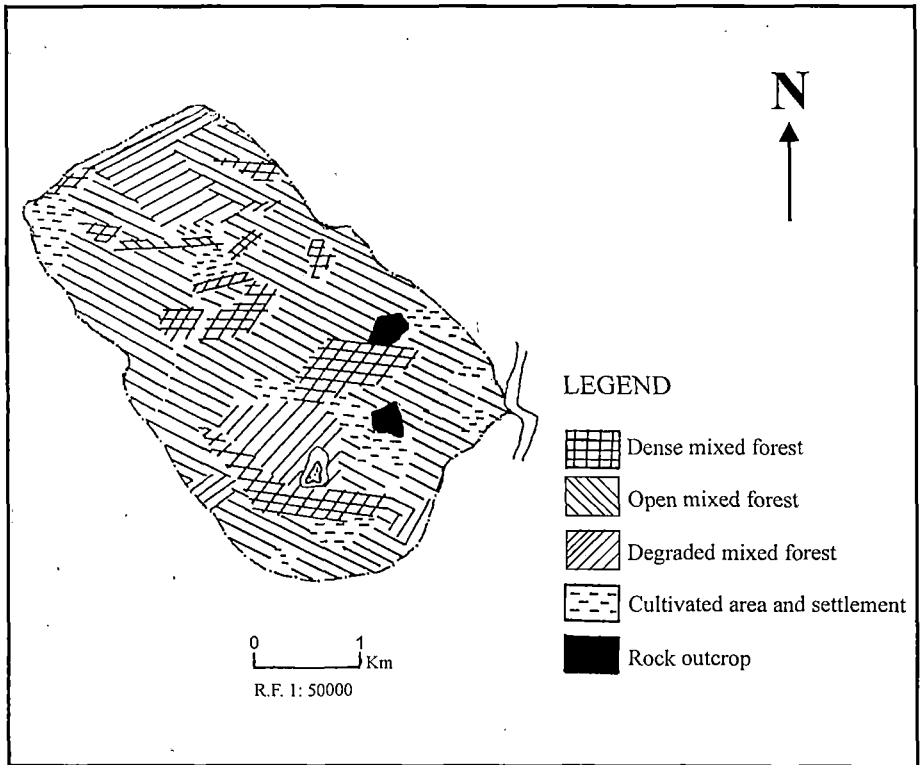 N
LEGEND
Dense mixed forest
Open mixed forest
Degraded mixed forest
Cultivated area and settlement
Rock outcrop
0 1
Km
R.F. 1: 50000